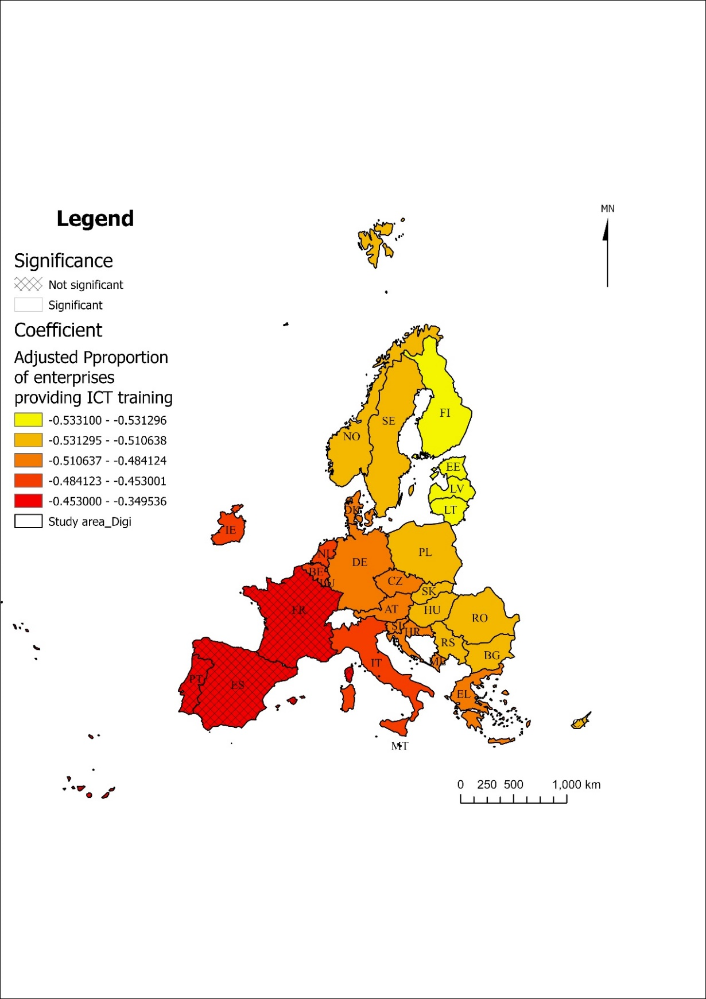 Legend
MN
Significance
Not significant
Significant
Coefficient
Adjusted Pproportion
of enterprises
providing ICT training
-0.533100 - -0.531296
-0.531295 - -0.510638
-0.510637 - -0.484124
-0.484123 - -0.453001
-0.453000 - -0.349536
Study area_Digi
FI
SE
NO
EE
LV
LT
DK
IE
PL
NL
DE
BE
LU
CZ
SK
FR
AT
HU
RO
SI
HR
RS
BG
IT
ME
PT
ES
EL
MT
0 250 500 1,000 km